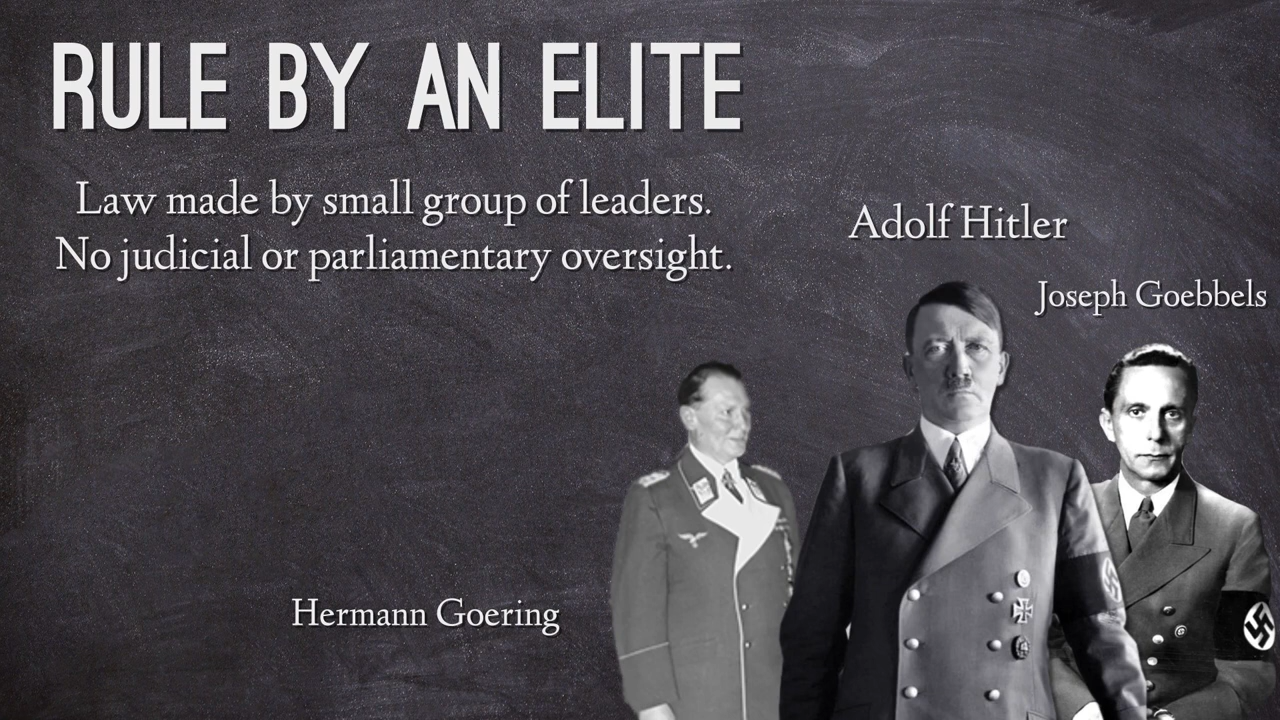 RULE BY AN ELITE
Law made by small group of leaders.
No judicial or parliamentary oversight.
Adolf Hitler
Joseph Goebbels
Hermann Goering